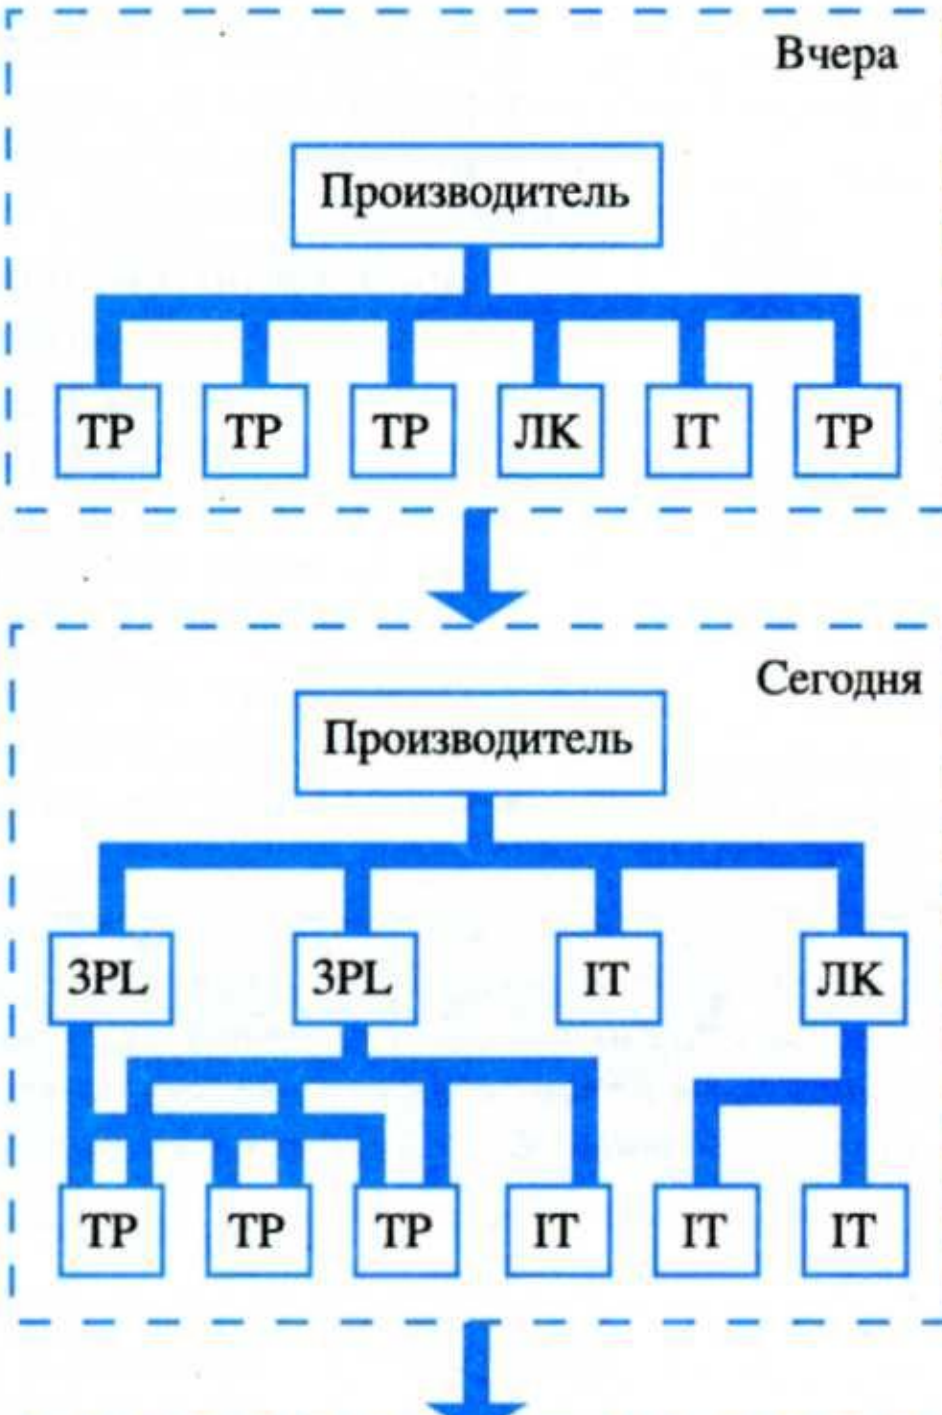 Вчера
Производитель
ТР ТР ТР ЛК IT ТР
Сегодня
Производитель
3PL 3PL IT ЛК
ТР ТР ТР IT IT IT